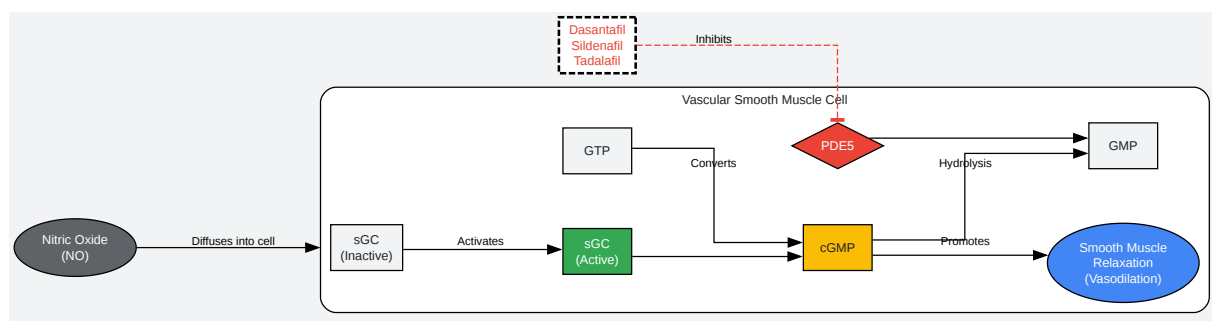 Dasantafil
Sildenafil
Tadalafil
Inhibits
Vascular Smooth Muscle Cell
GTP
Converts
PDE5
Hydrolysis
GMP
Nitric Oxide
(NO)
Diffuses into cell
sGC
(Inactive)
Activates
sGC
(Active)
cGMP
Promotes
Smooth Muscle
Relaxation
(Vasodilation)